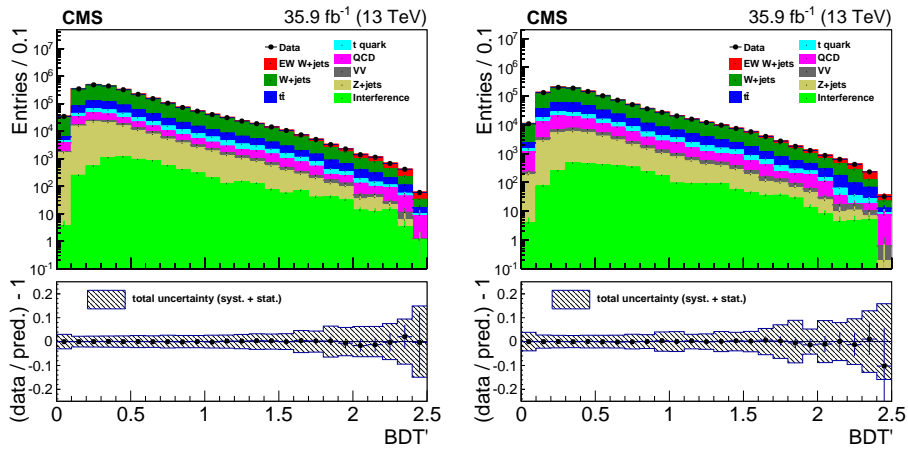 CMS 35.9 fb⁻¹ (13 TeV)
Entries / 0.1
10⁷
10⁶
10⁵
10⁴
10³
10²
10
1
10⁻¹
Data
EW W+jets
W+jets
tt̄
t quark
QCD
VV
Z+jets
Interference
(data / pred.) - 1
0.2
0.1
0
-0.1
-0.2
total uncertainty (syst. + stat.)
0 0.5 1 1.5 2 2.5
BDT'
CMS 35.9 fb⁻¹ (13 TeV)
Entries / 0.1
10⁷
10⁶
10⁵
10⁴
10³
10²
10
1
10⁻¹
Data
EW W+jets
W+jets
tt̄
t quark
QCD
VV
Z+jets
Interference
(data / pred.) - 1
0.2
0.1
0
-0.1
-0.2
total uncertainty (syst. + stat.)
0 0.5 1 1.5 2 2.5
BDT'